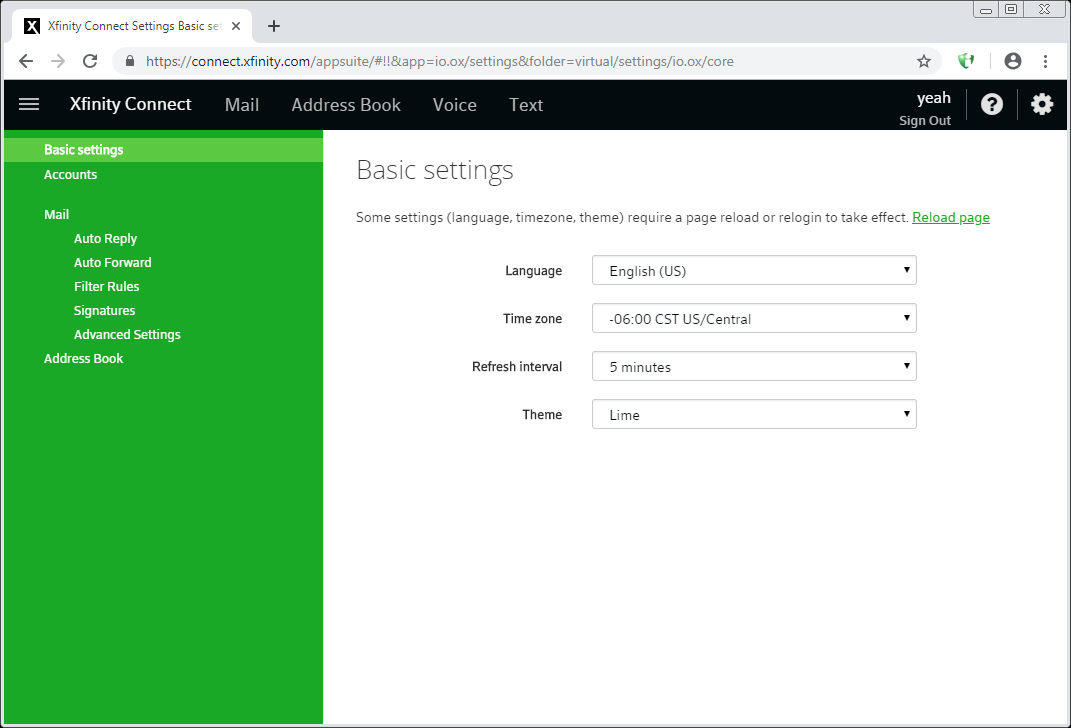 Xfinity Connect Settings Basic set
https://connect.xfinity.com/appsuite/#!!&app=io.ox/settings&folder=virtual/settings/io.ox/core
Xfinity Connect Mail Address Book Voice Text
yeah
Sign Out
Basic settings
Accounts
Mail
Auto Reply
Auto Forward
Filter Rules
Signatures
Advanced Settings
Address Book
Basic settings
Some settings (language, timezone, theme) require a page reload or relogin to take effect. Reload page
Language English (US)
Time zone -06:00 CST US/Central
Refresh interval 5 minutes
Theme Lime